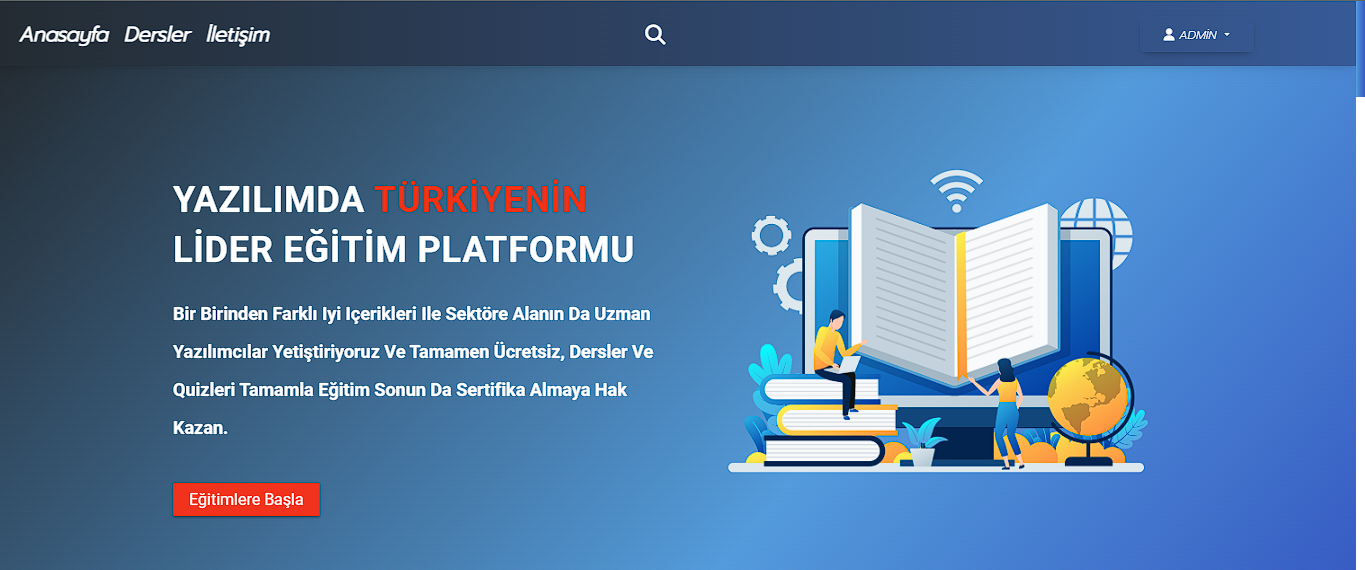 Anasayfa Dersler İletişim
ADMİN
YAZILIMDA TÜRKİYENİN
LİDER EĞİTİM PLATFORMU
Bir Birinden Farklı Iyi Içerikleri Ile Sektöre Alanın Da Uzman
Yazılımcılar Yetiştiriyoruz Ve Tamamen Ücretsiz, Dersler Ve
Quizleri Tamamla Eğitim Sonun Da Sertifika Almaya Hak
Kazan.
Eğitimlere Başla